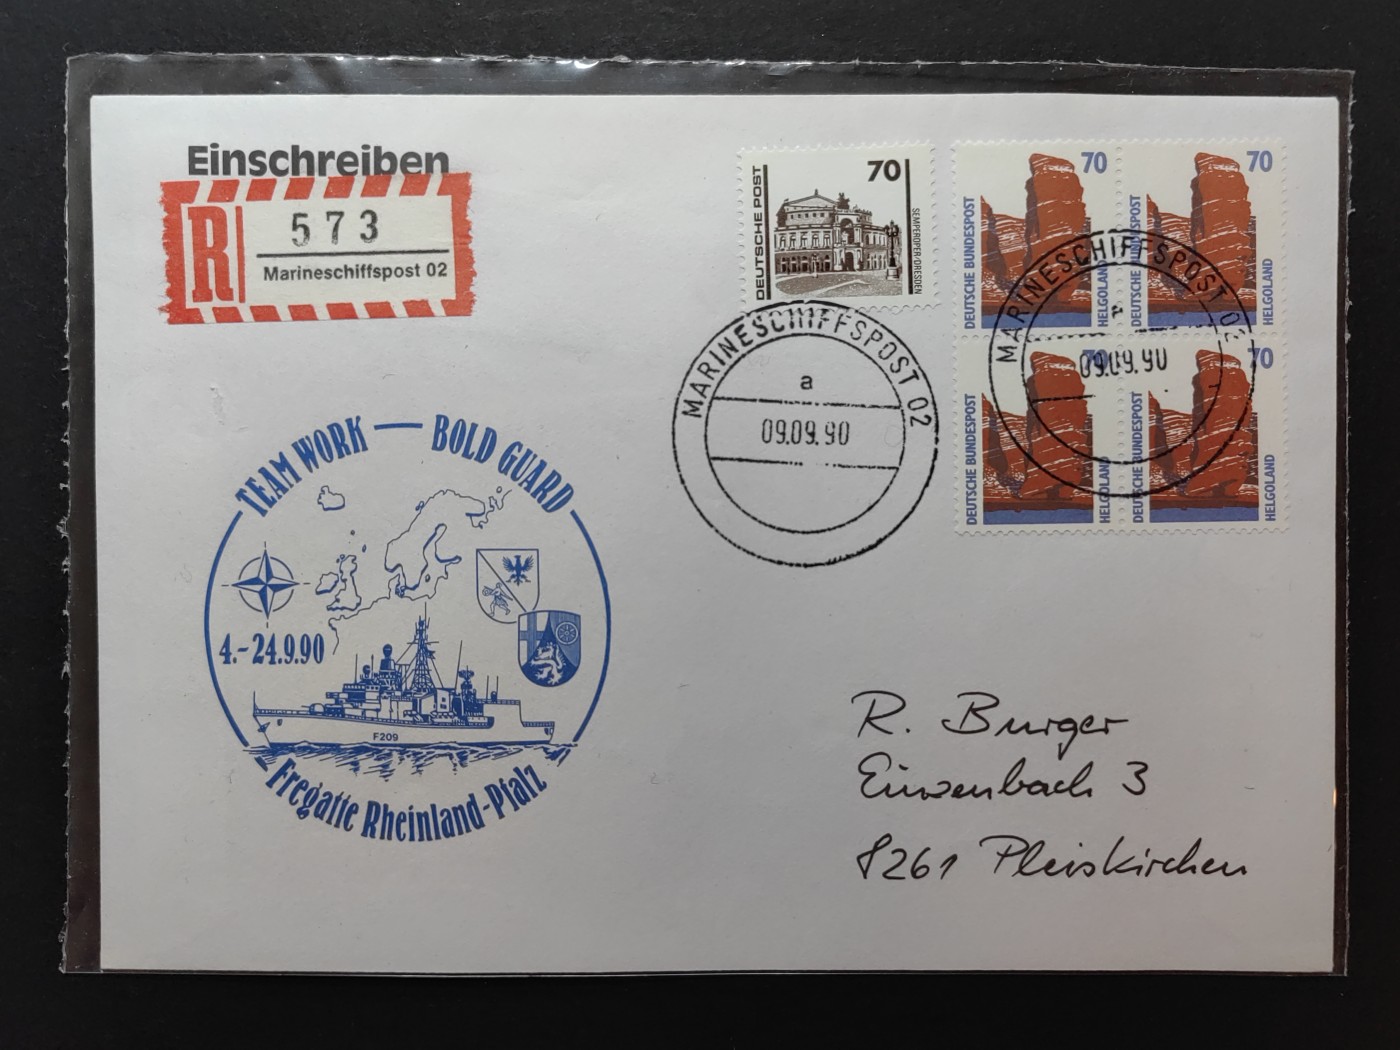 Einschreiben
R
573
Marineschiffspost 02
DEUTSCHE POST
70
SEMPEROPER/DRESDEN
70
DEUTSCHE BUNDESPOST
HELGOLAND
70
DEUTSCHE BUNDESPOST
HELGOLAND
70
DEUTSCHE BUNDESPOST
HELGOLAND
70
DEUTSCHE BUNDESPOST
HELGOLAND
MARINESCHIFFSPOST 02
a
09.09.90
MARINESCHIFFSPOST 02
09.09.90
TEAM WORK — BOLD GUARD
4.-24.9.90
F209
Fregatte Rheinland-Pfalz
R. Burger
Einzenbach 3
8261 Pleiskirchen